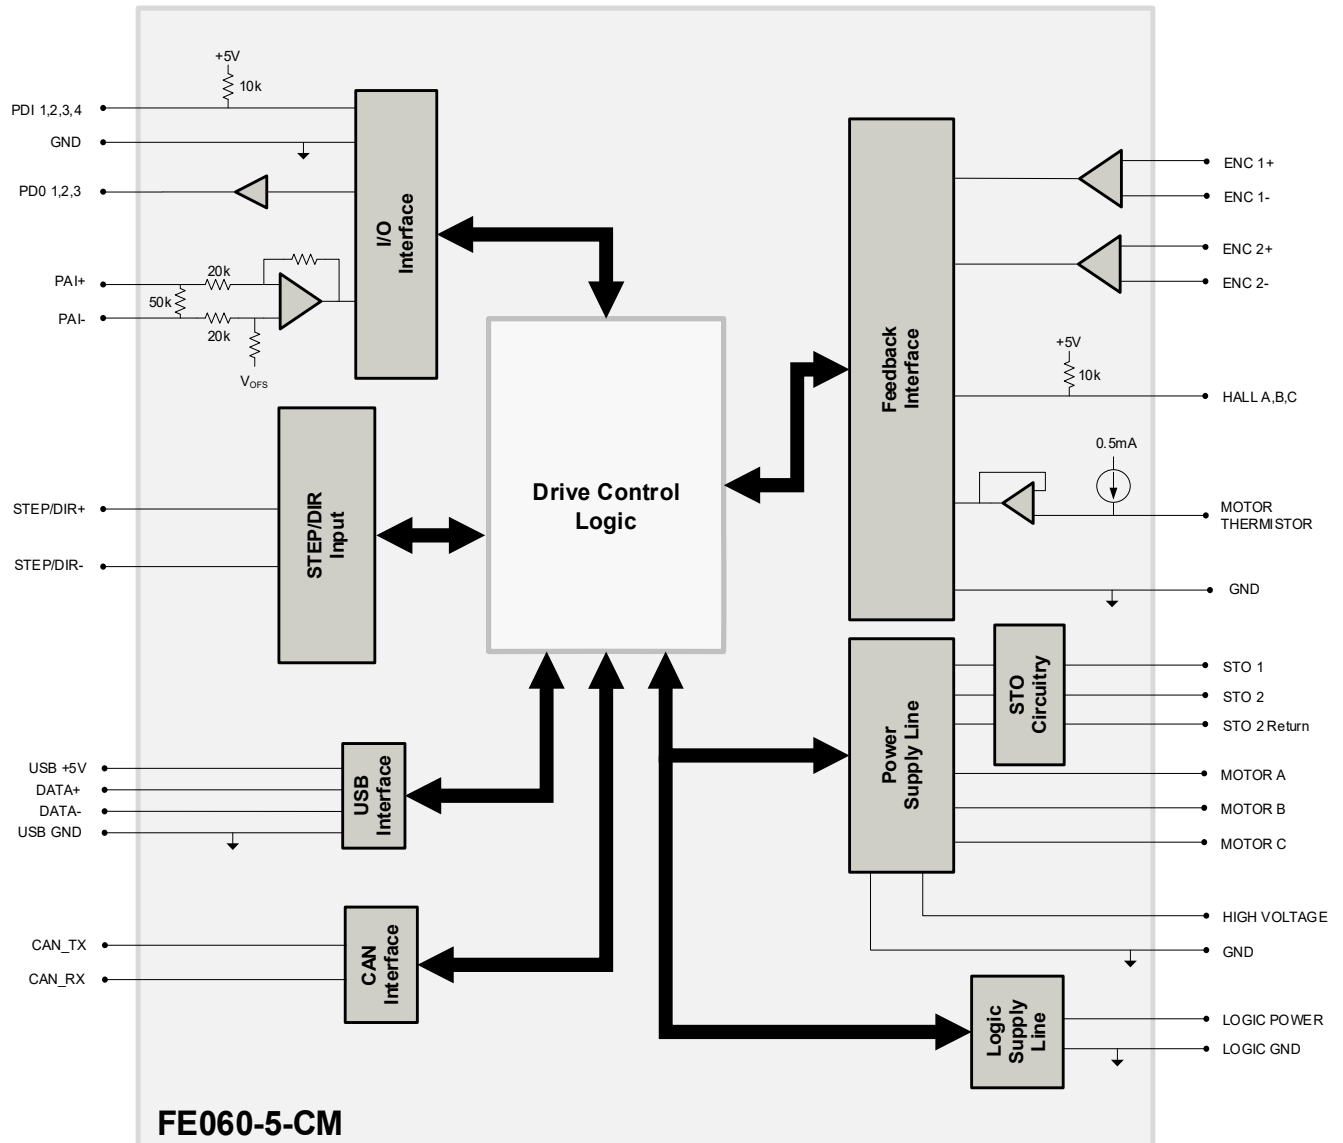 +5V
10k
PDI 1,2,3,4
GND
PD0 1,2,3
PAI+
20k
50k
PAI-
20k
VOFS
I/O
Interface
STEP/DIR+
STEP/DIR-
STEP/DIR
Input
Drive Control
Logic
USB +5V
DATA+
DATA-
USB GND
USB
Interface
CAN_TX
CAN_RX
CAN
Interface
Feedback
Interface
ENC 1+
ENC 1-
ENC 2+
ENC 2-
+5V
10k
HALL A,B,C
0.5mA
MOTOR
THERMISTOR
GND
Power
Supply Line
STO
Circuitry
STO 1
STO 2
STO 2 Return
MOTOR A
MOTOR B
MOTOR C
HIGH VOLTAGE
GND
Logic
Supply
Line
LOGIC POWER
LOGIC GND
FE060-5-CM